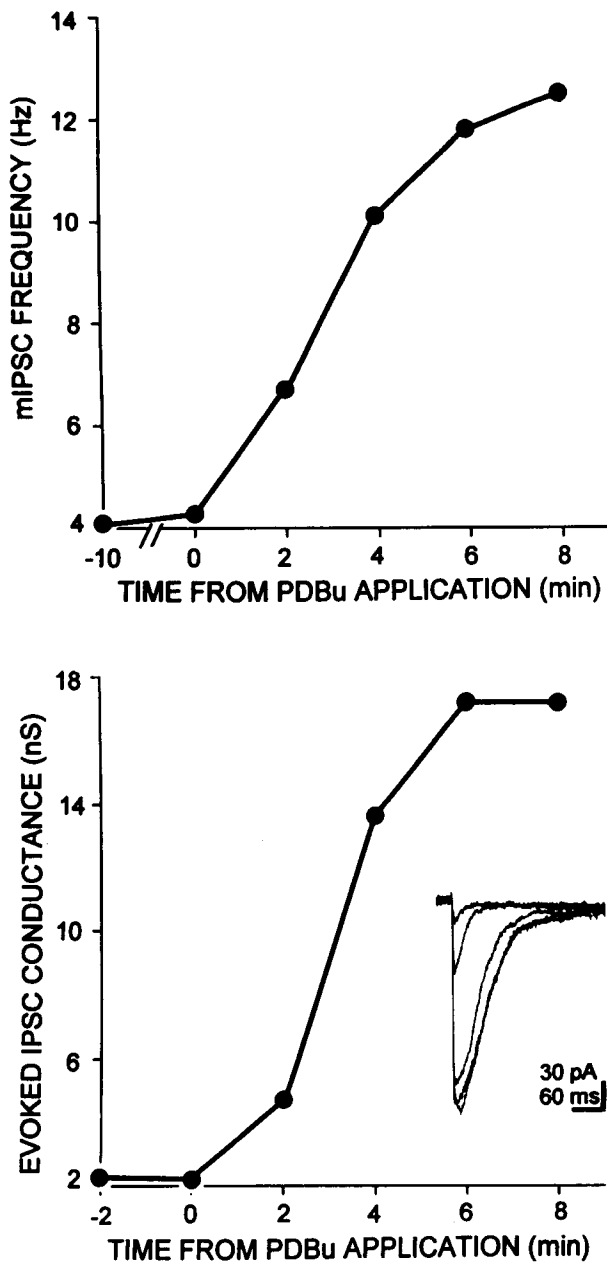 14
12
10
8
6
4
mIPSC FREQUENCY (Hz)
-10 0 2 4 6 8
TIME FROM PDBu APPLICATION (min)
18
14
10
6
2
EVOKED IPSC CONDUCTANCE (nS)
30 pA
60 ms
-2 0 2 4 6 8
TIME FROM PDBu APPLICATION (min)